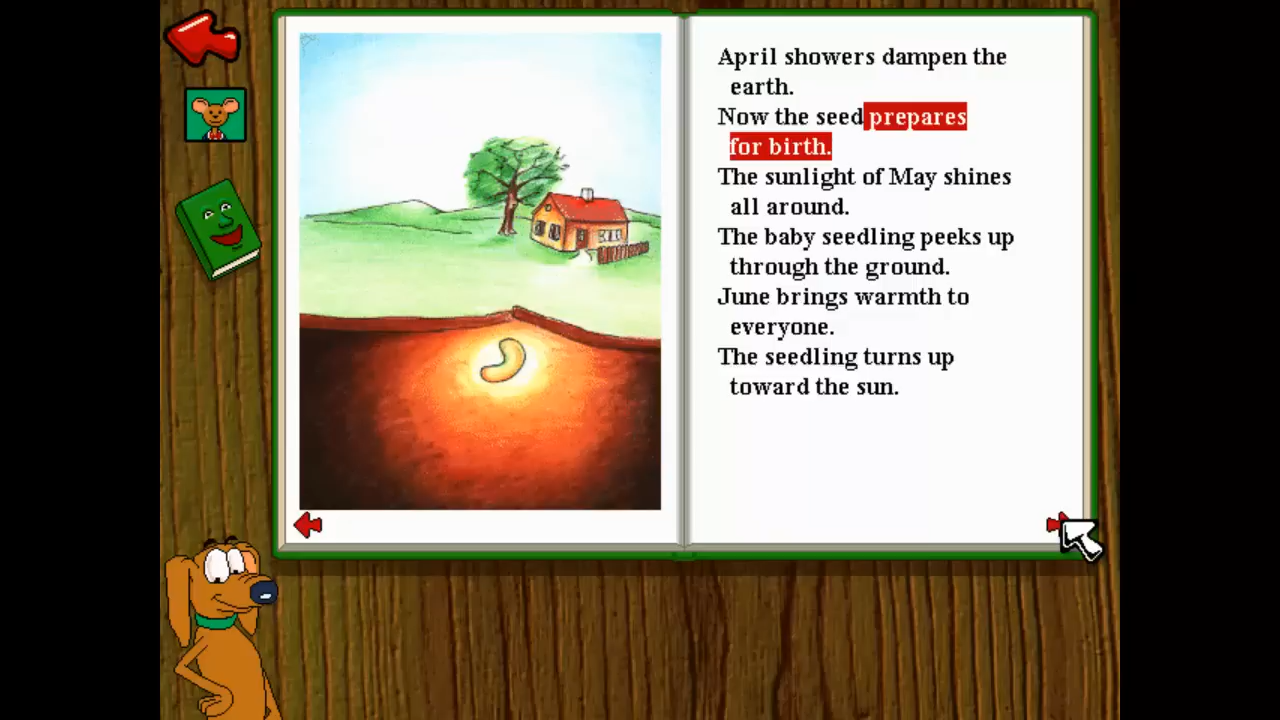 April showers dampen the
earth.
Now the seed prepares
for birth.
The sunlight of May shines
all around.
The baby seedling peeks up
through the ground.
June brings warmth to
everyone.
The seedling turns up
toward the sun.